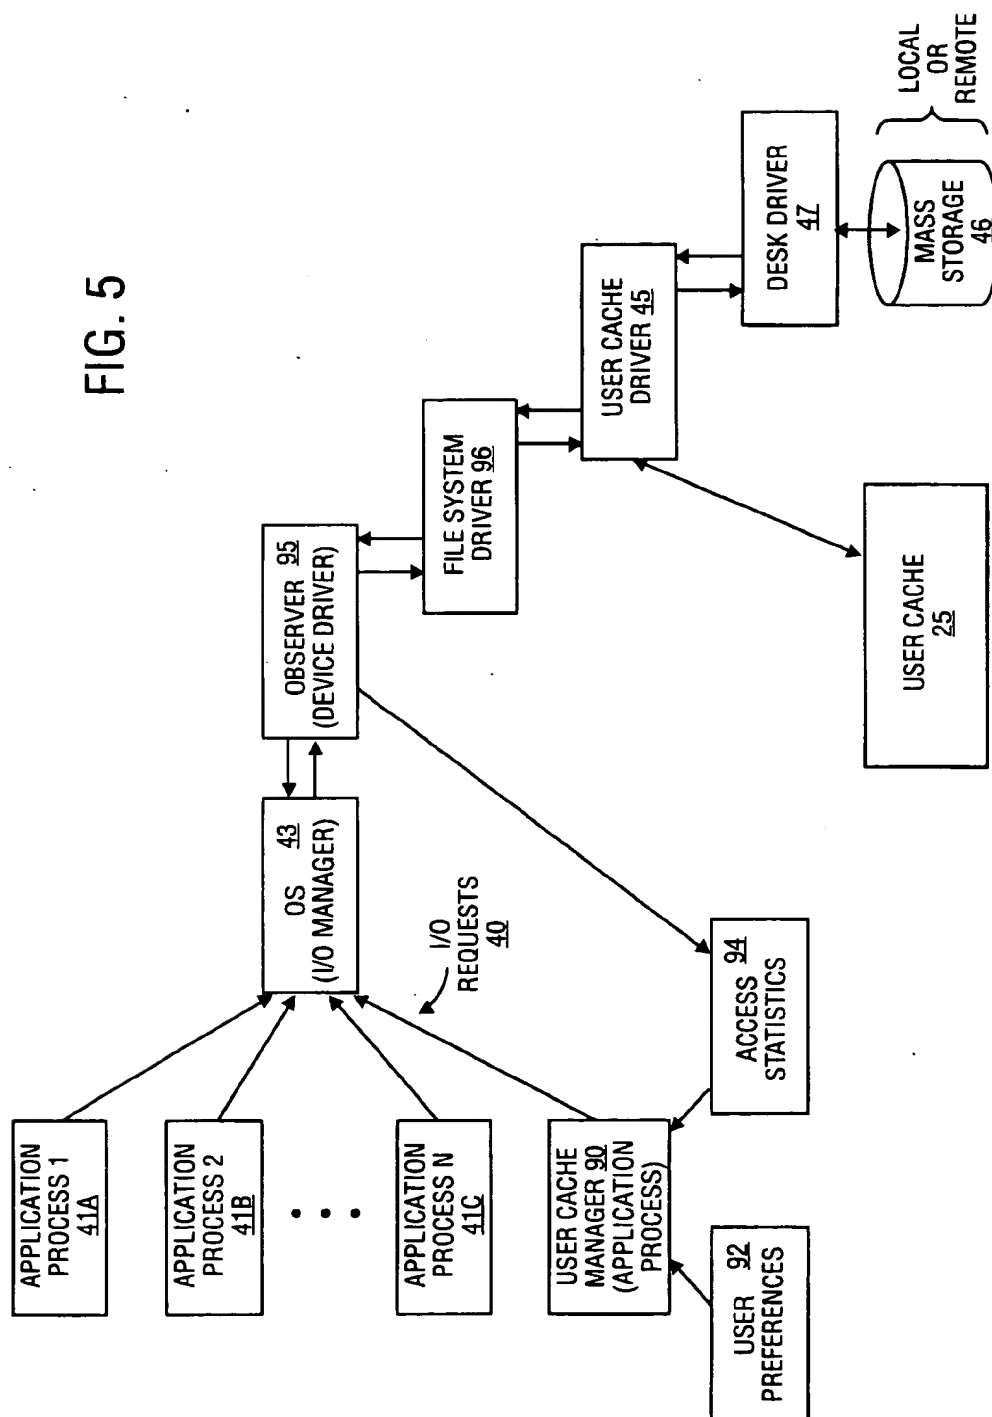 FIG. 5
APPLICATION
PROCESS 1
41A
APPLICATION
PROCESS 2
41B
APPLICATION
PROCESS N
41C
USER CACHE
MANAGER 90
(APPLICATION
PROCESS)
USER 92
PREFERENCES
ACCESS 94
STATISTICS
I/O
REQUESTS
40
OS 43
(I/O MANAGER)
OBSERVER 95
(DEVICE DRIVER)
FILE SYSTEM
DRIVER 96
USER CACHE
DRIVER 45
USER CACHE
25
DESK DRIVER
47
MASS
STORAGE
46
LOCAL
OR
REMOTE